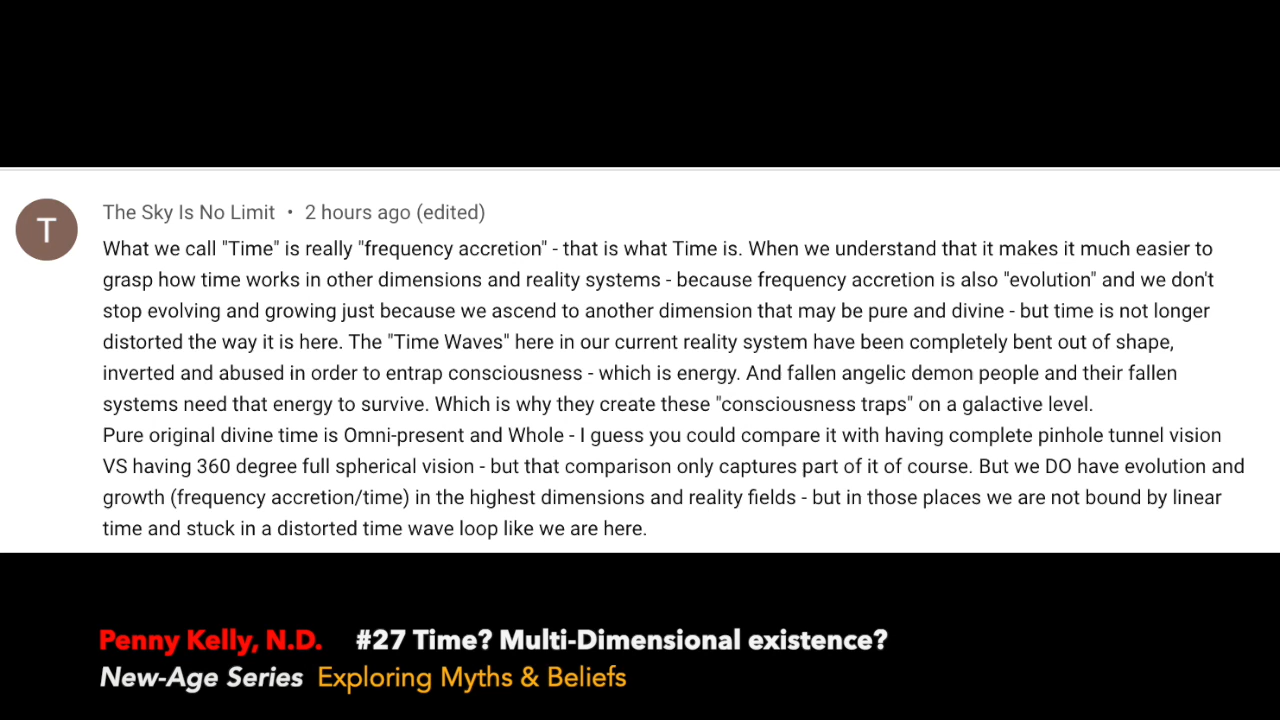 T
The Sky Is No Limit • 2 hours ago (edited)
What we call "Time" is really "frequency accretion" - that is what Time is. When we understand that it makes it much easier to
grasp how time works in other dimensions and reality systems - because frequency accretion is also "evolution" and we don't
stop evolving and growing just because we ascend to another dimension that may be pure and divine - but time is not longer
distorted the way it is here. The "Time Waves" here in our current reality system have been completely bent out of shape,
inverted and abused in order to entrap consciousness - which is energy. And fallen angelic demon people and their fallen
systems need that energy to survive. Which is why they create these "consciousness traps" on a galactive level.
Pure original divine time is Omni-present and Whole - I guess you could compare it with having complete pinhole tunnel vision
VS having 360 degree full spherical vision - but that comparison only captures part of it of course. But we DO have evolution and
growth (frequency accretion/time) in the highest dimensions and reality fields - but in those places we are not bound by linear
time and stuck in a distorted time wave loop like we are here.
Penny Kelly, N.D. #27 Time? Multi-Dimensional existence?
New-Age Series Exploring Myths & Beliefs